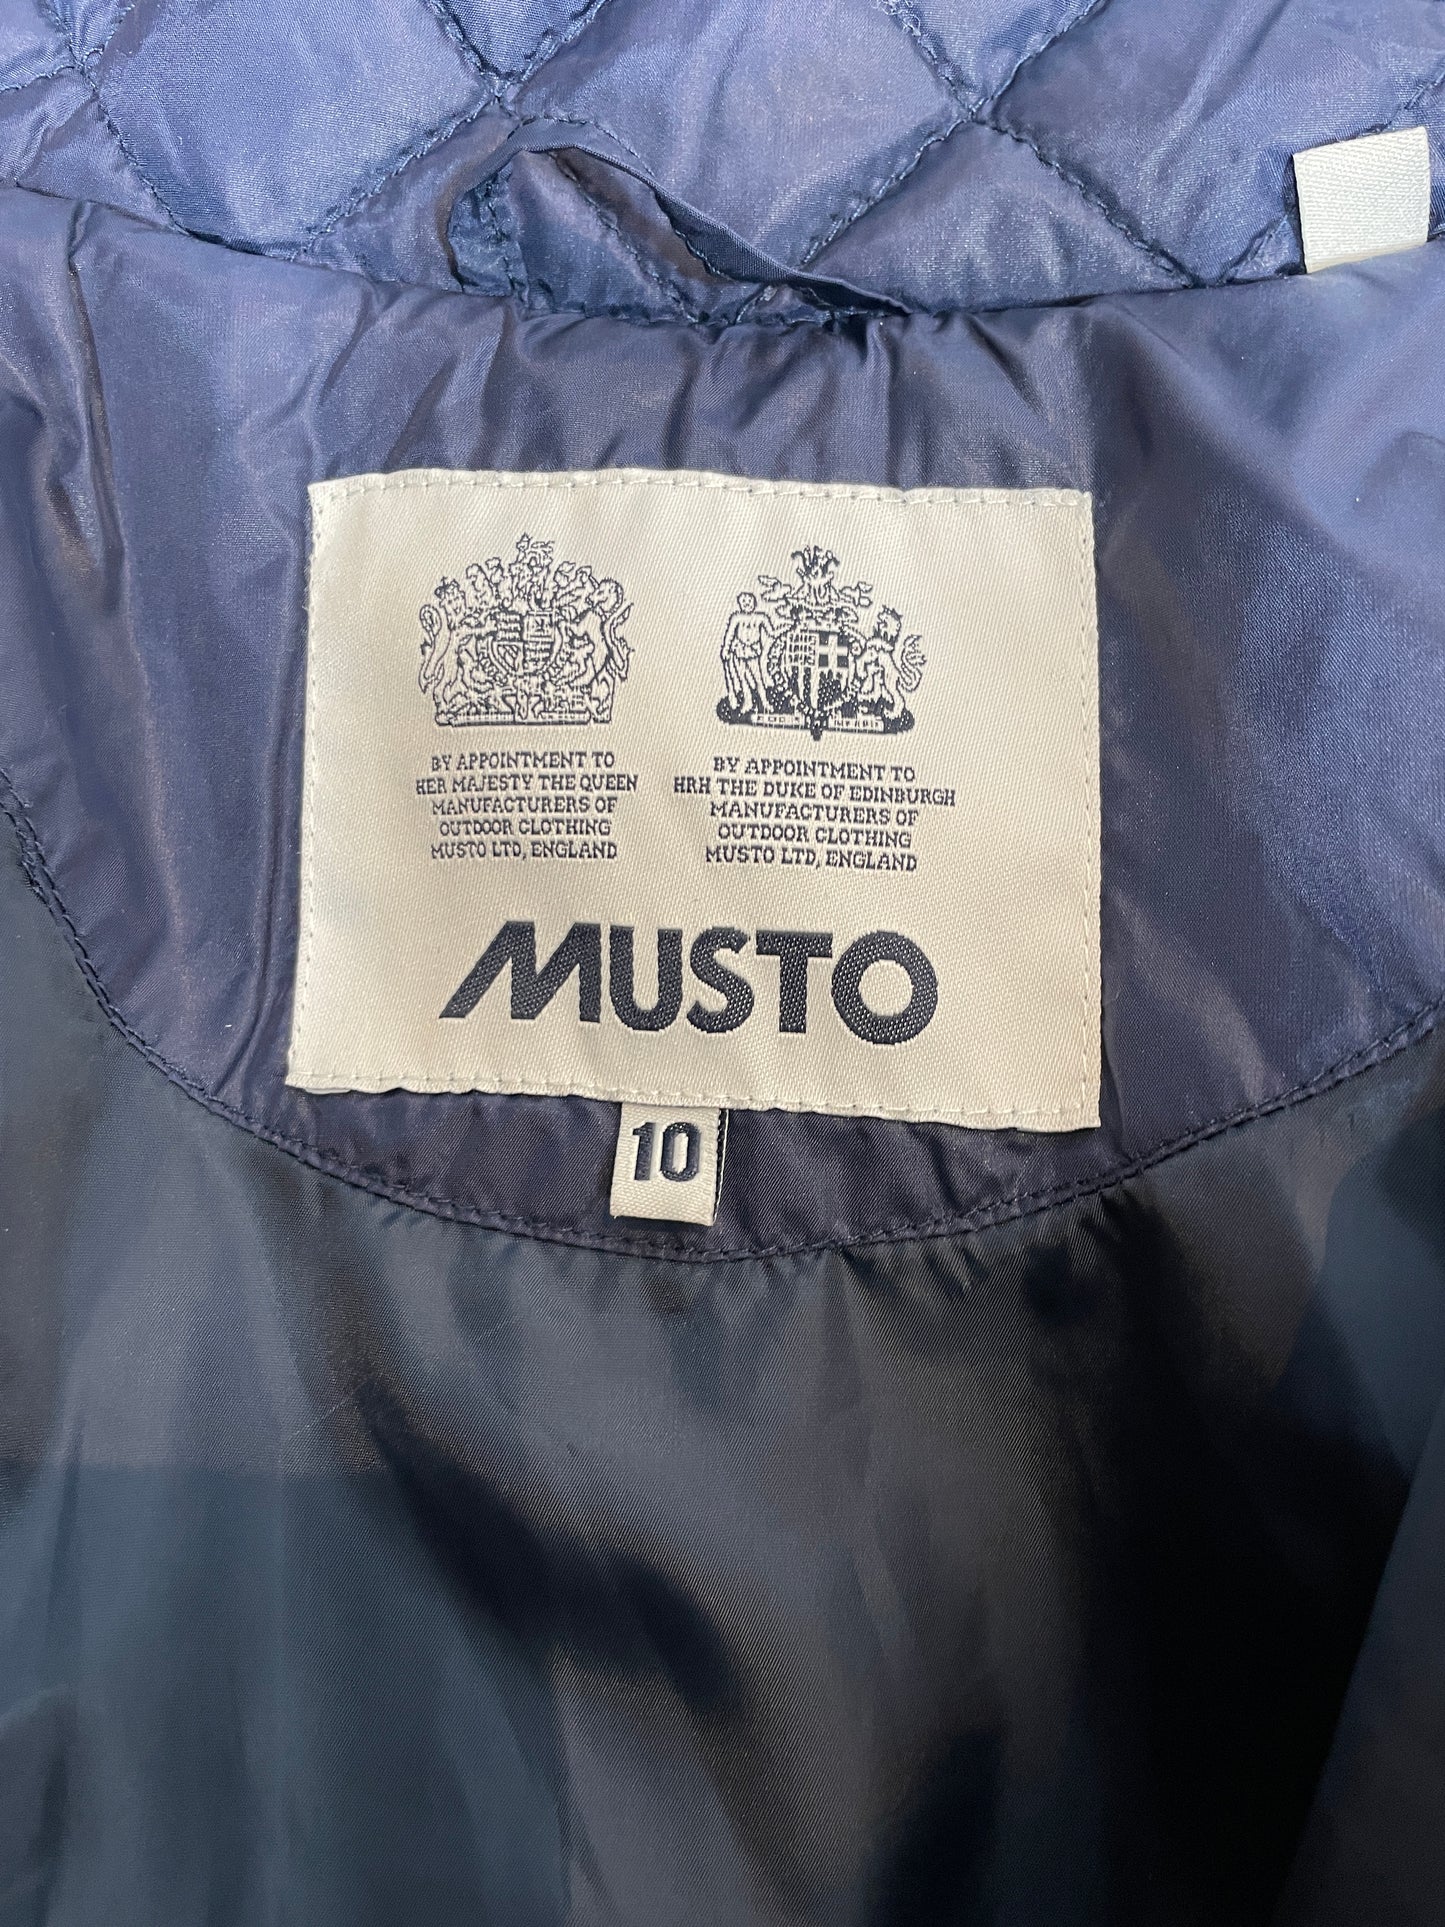 BY APPOINTMENT TO
HER MAJESTY THE QUEEN
MANUFACTURERS OF
OUTDOOR CLOTHING
MUSTO LTD, ENGLAND
BY APPOINTMENT TO
HRH THE DUKE OF EDINBURGH
MANUFACTURERS OF
OUTDOOR CLOTHING
MUSTO LTD, ENGLAND
MUSTO
10